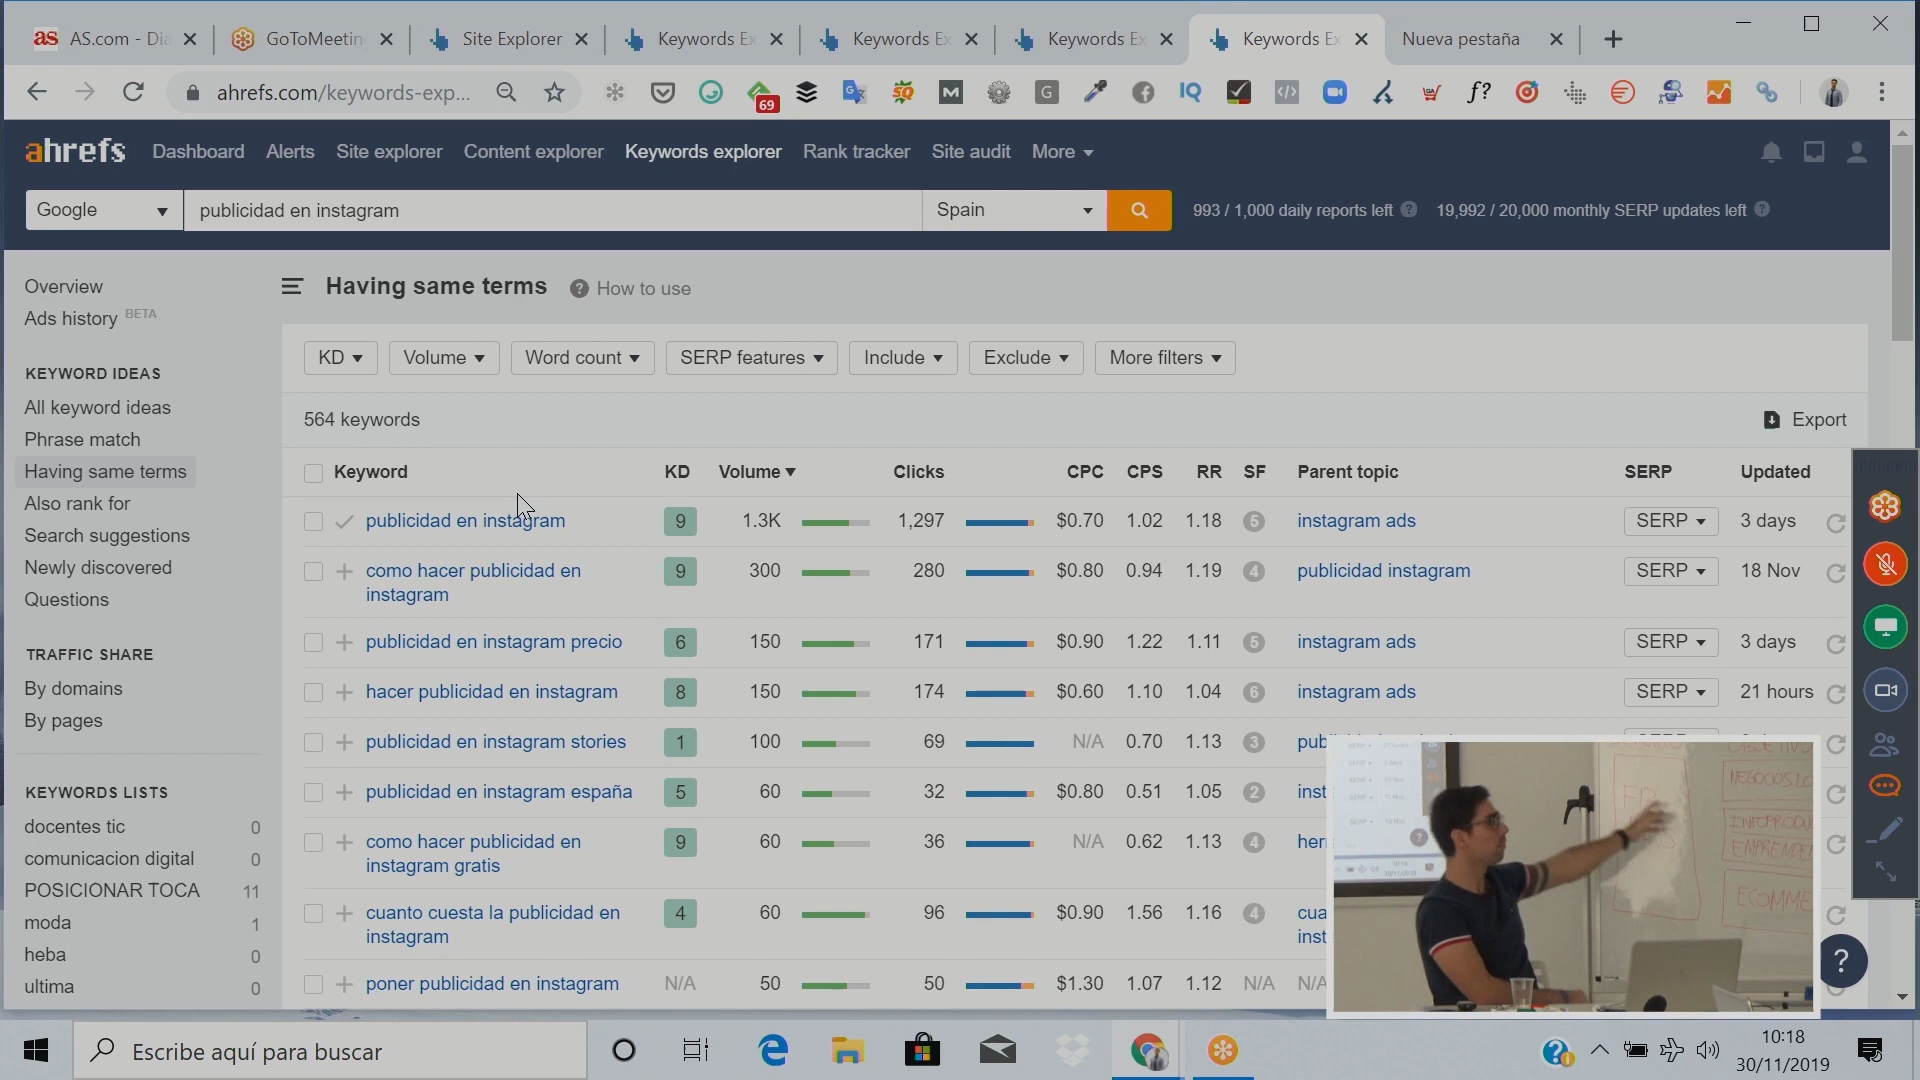 as AS.com - Dia
GoToMeetin
Site Explorer
Keywords Ex
Keywords Ex
Keywords Ex
Keywords Ex
Nueva pestaña
ahrefs.com/keywords-exp...
69
ahrefs Dashboard Alerts Site explorer Content explorer Keywords explorer Rank tracker Site audit More
Google publicidad en instagram Spain 993 / 1,000 daily reports left 19,992 / 20,000 monthly SERP updates left
Overview
Ads history BETA
KEYWORD IDEAS
All keyword ideas
Phrase match
Having same terms
Also rank for
Search suggestions
Newly discovered
Questions
TRAFFIC SHARE
By domains
By pages
KEYWORDS LISTS
docentes tic 0
comunicacion digital 0
POSICIONAR TOCA 11
moda 1
heba 0
ultima 0
Having same terms ? How to use
KD Volume Word count SERP features Include Exclude More filters
564 keywords Export
Keyword KD Volume Clicks CPC CPS RR SF Parent topic SERP Updated
publicidad en instagram 9 1.3K 1,297 $0.70 1.02 1.18 5 instagram ads SERP 3 days
como hacer publicidad en 9 300 280 $0.80 0.94 1.19 4 publicidad instagram SERP 18 Nov
instagram
publicidad en instagram precio 6 150 171 $0.90 1.22 1.11 5 instagram ads SERP 3 days
hacer publicidad en instagram 8 150 174 $0.60 1.10 1.04 6 instagram ads SERP 21 hours
publicidad en instagram stories 1 100 69 N/A 0.70 1.13 3 pub
publicidad en instagram españa 5 60 32 $0.80 0.51 1.05 2 inst
como hacer publicidad en 9 60 36 N/A 0.62 1.13 4 her
instagram gratis
cuanto cuesta la publicidad en 4 60 96 $0.90 1.56 1.16 4 cua
instagram inst
poner publicidad en instagram N/A 50 50 $1.30 1.07 1.12 N/A N/A
NEGOCIOS LO
INFOPRODU
EMPRENDE
ECOMME
?
Escribe aquí para buscar
10:18
30/11/2019